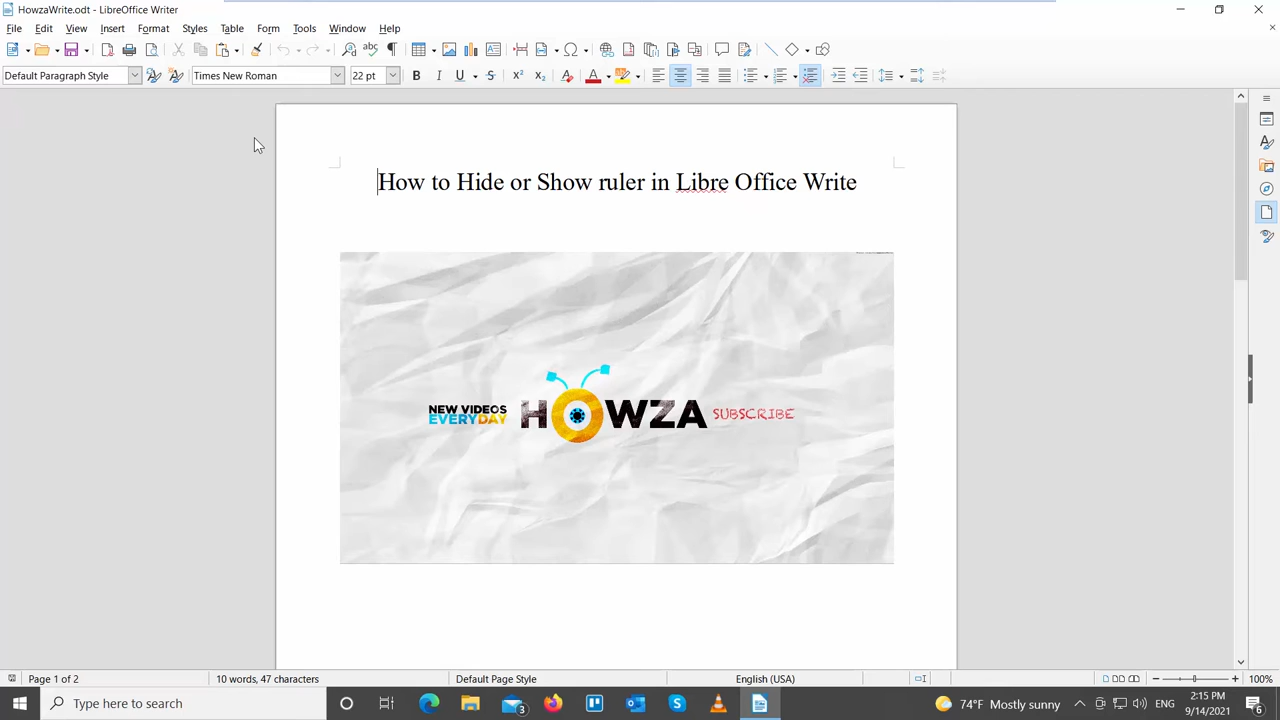 HowzaWrite.odt - LibreOffice Writer
File Edit View Insert Format Styles Table Form Tools Window Help
Default Paragraph Style Times New Roman 22 pt
How to Hide or Show ruler in Libre Office Write
NEW VIDEOS
EVERYDAY
HOWZA
SUBSCRIBE
Page 1 of 2 10 words, 47 characters Default Page Style English (USA) 100%
Type here to search 3 74°F Mostly sunny ENG 2:15 PM
9/14/2021 6